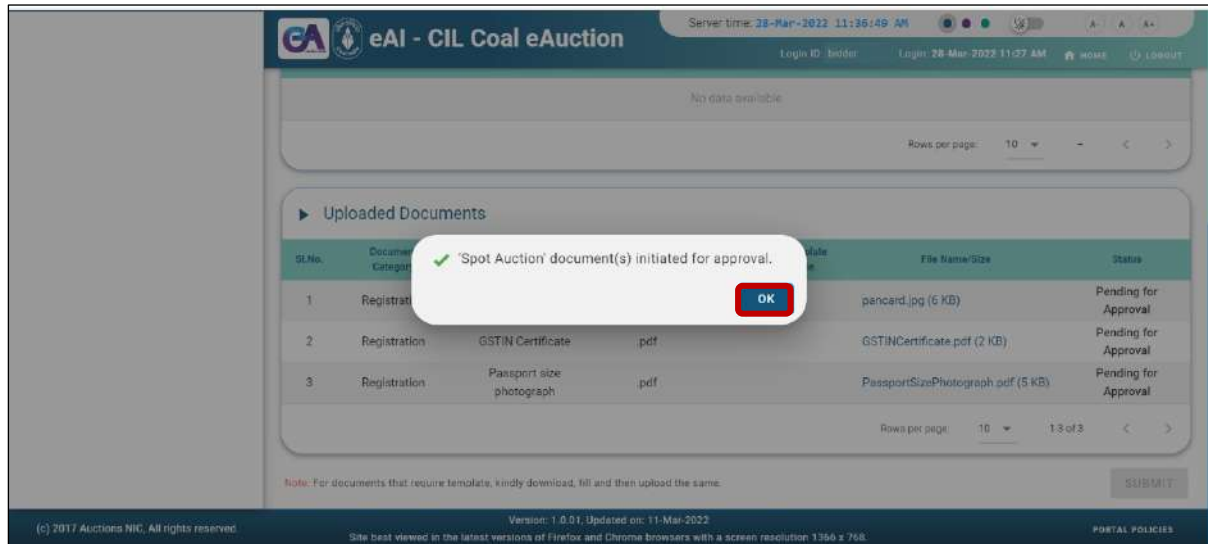 eAI - CIL Coal eAuction
Server time: 28-Mar-2022 11:36:49 AM
A- A A+
Login ID: bidder Login: 28-Mar-2022 11:27 AM HOME LOGOUT
No data available
Rows per page: 10 -
Uploaded Documents
Sl.No. File Name/Size Status
'Spot Auction' document(s) initiated for approval.
OK
1 pancard.jpg (6 KB) Pending for
Approval
2 Registration GSTIN Certificate .pdf GSTINCertificate.pdf (2 KB) Pending for
Approval
3 Registration Passport size
photograph .pdf PassportSizePhotograph.pdf (5 KB) Pending for
Approval
Rows per page: 10 1-3 of 3
Note: For documents that require template, kindly download, fill and then upload the same.
SUBMIT
(c) 2017 Auctions NIC, All rights reserved.
Version: 1.0.01, Updated on: 11-Mar-2022
Site best viewed in the latest versions of Firefox and Chrome browsers with a screen resolution 1366 x 768.
PORTAL POLICIES